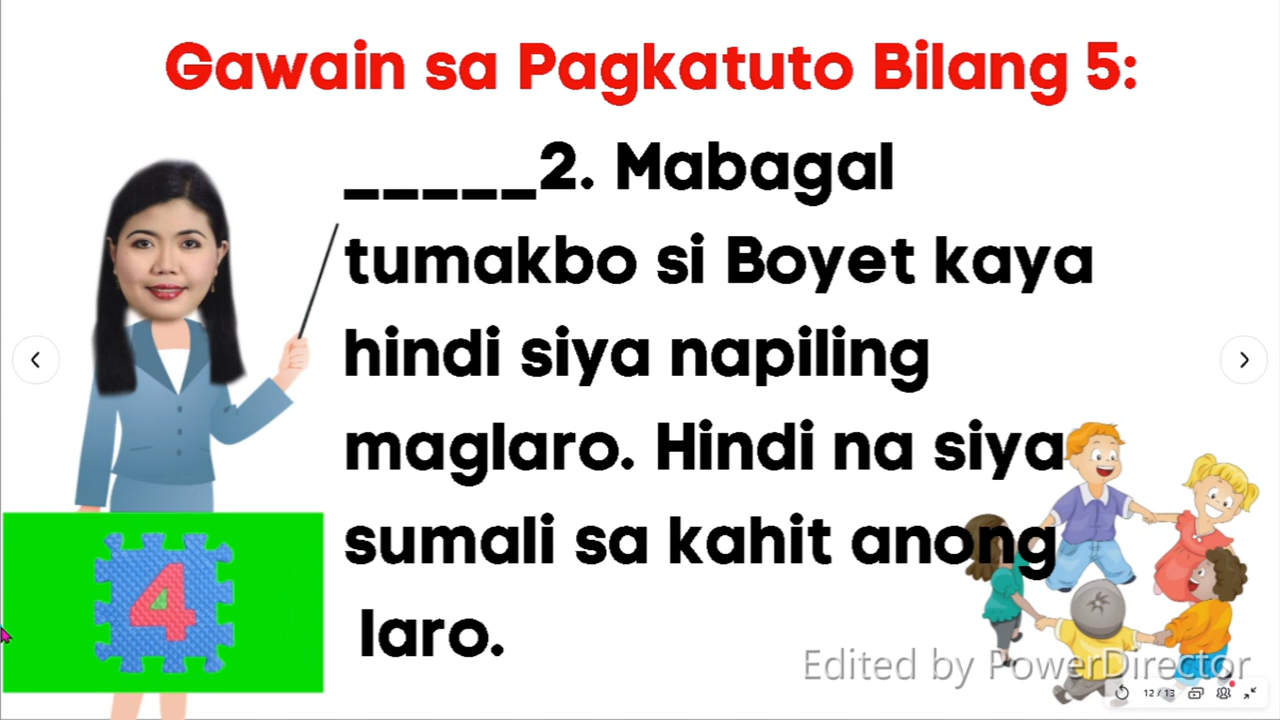 Gawain sa Pagkatuto Bilang 5:
_____2. Mabagal
tumakbo si Boyet kaya
hindi siya napiling
maglaro. Hindi na siya
sumali sa kahit anong
laro.
4
Edited by PowerDirector
12 / 13